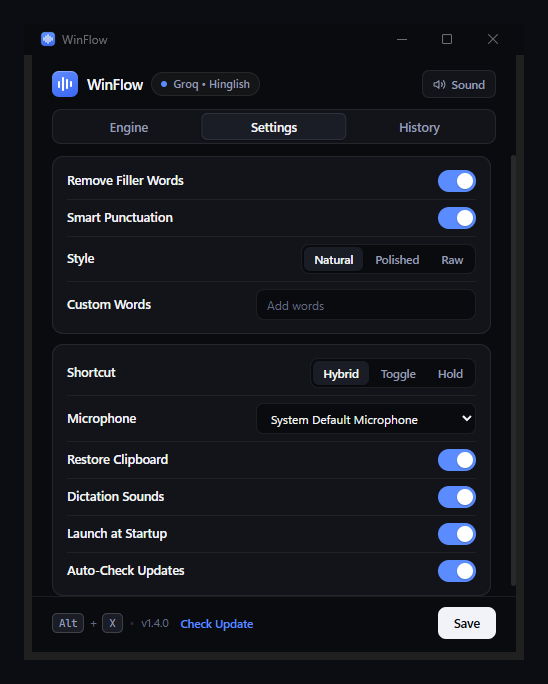 WinFlow
WinFlow Groq • Hinglish Sound
Engine Settings History
Remove Filler Words
Smart Punctuation
Style Natural Polished Raw
Custom Words Add words
Shortcut Hybrid Toggle Hold
Microphone System Default Microphone
Restore Clipboard
Dictation Sounds
Launch at Startup
Auto-Check Updates
Alt + X • v1.4.0 Check Update Save